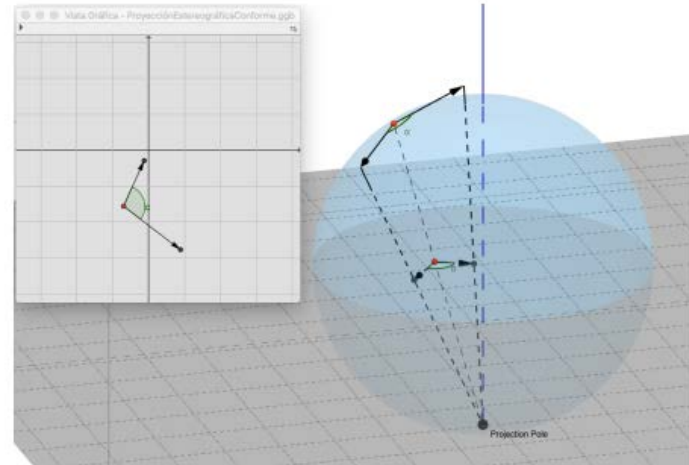 Vista Gráfica - ProyecciónEstereográficaConforme.ggb
α
Projection Pole